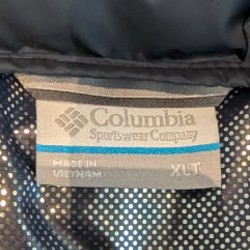 Columbia
Sportswear Company
MADE IN
VIETNAM
XLT